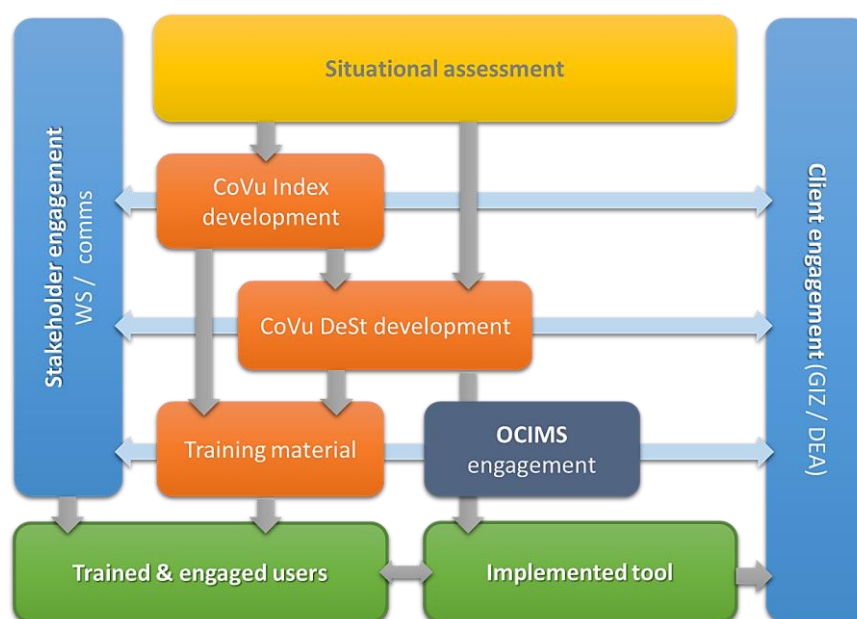 Situational assessment
Stakeholder engagement
WS / comms
CoVu Index
development
CoVu DeSt development
Training material
OCIMS
engagement
Client engagement (GIZ / DEA)
Trained & engaged users
Implemented tool